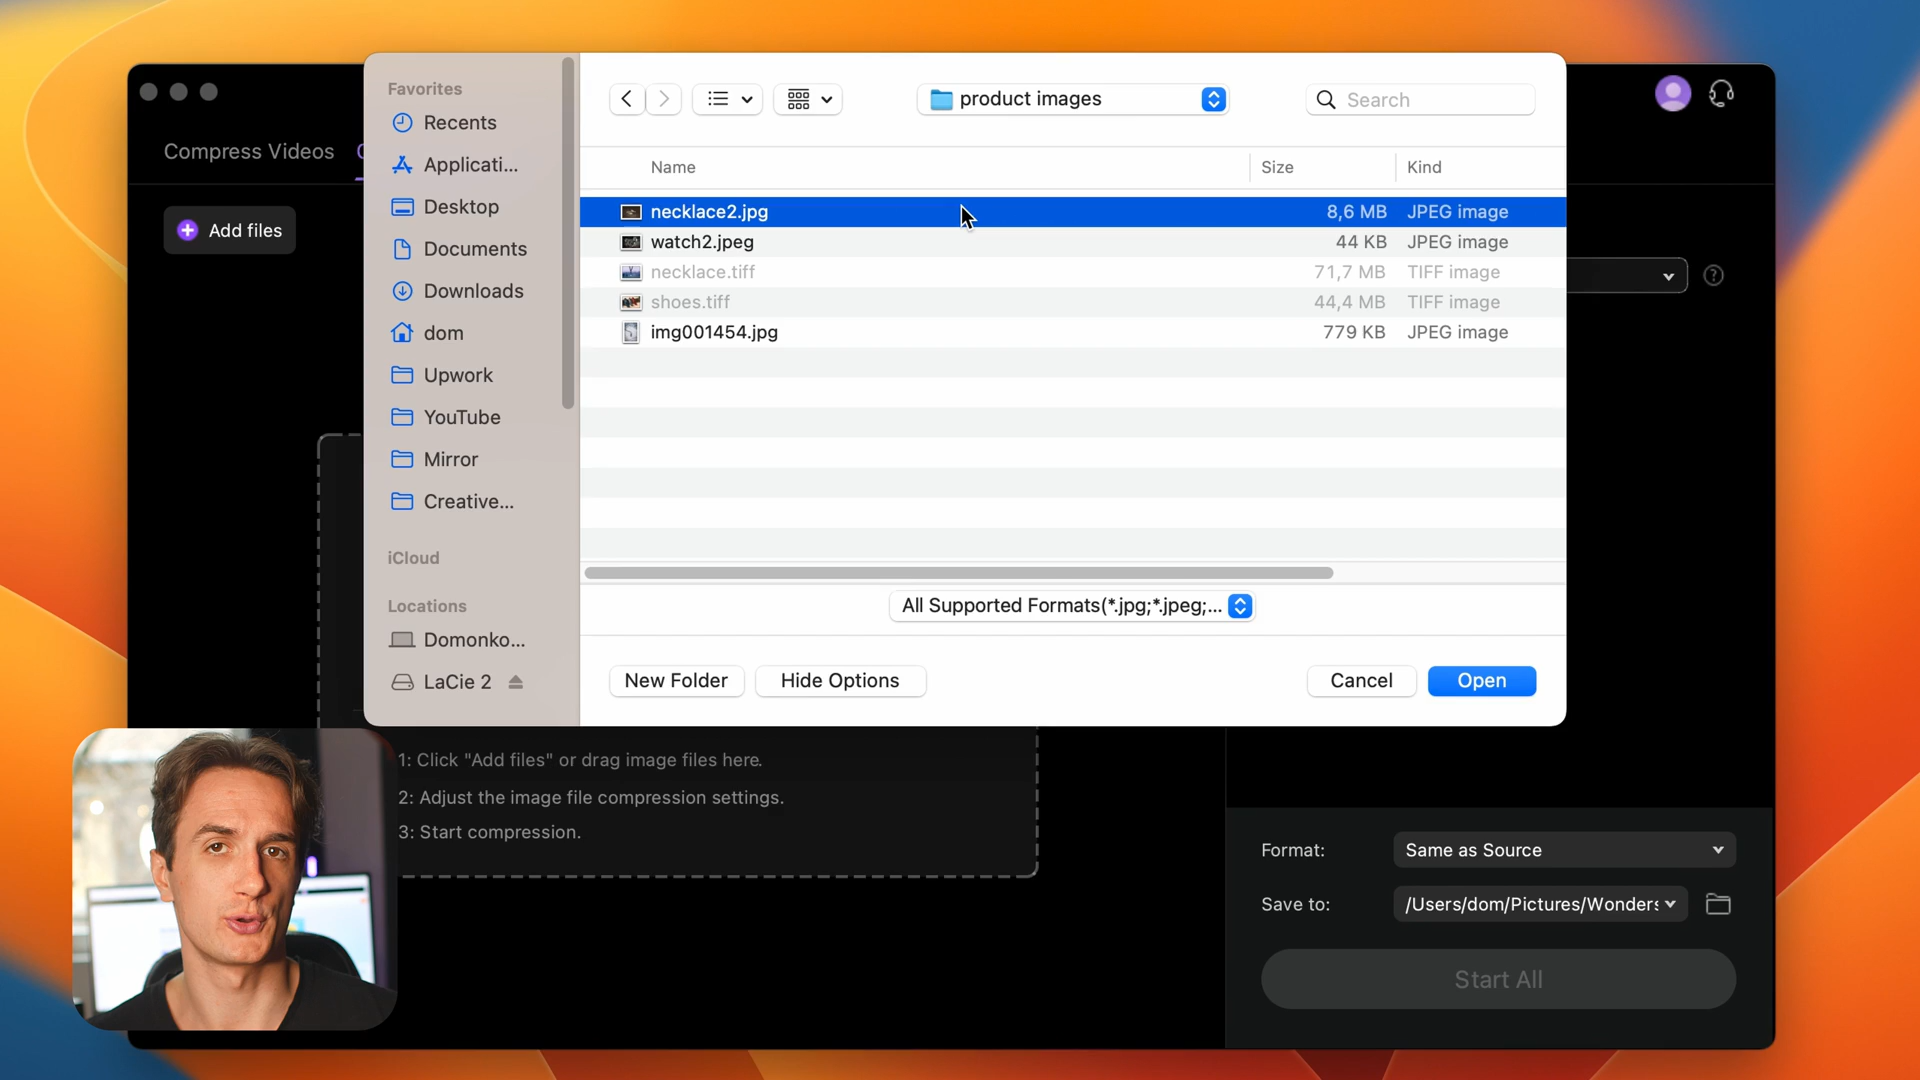 Favorites
Recents
Applicati...
Desktop
Documents
Downloads
dom
Upwork
YouTube
Mirror
Creative...
iCloud
Locations
Domonko...
LaCie 2
product images
Search
Name Size Kind
necklace2.jpg 8,6 MB JPEG image
watch2.jpeg 44 KB JPEG image
necklace.tiff 71,7 MB TIFF image
shoes.tiff 44,4 MB TIFF image
img001454.jpg 779 KB JPEG image
All Supported Formats(*.jpg;*.jpeg;...
New Folder Hide Options Cancel Open
Compress Videos
Add files
1: Click "Add files" or drag image files here.
2: Adjust the image file compression settings.
3: Start compression.
Format: Same as Source
Save to: /Users/dom/Pictures/Wonders
Start All